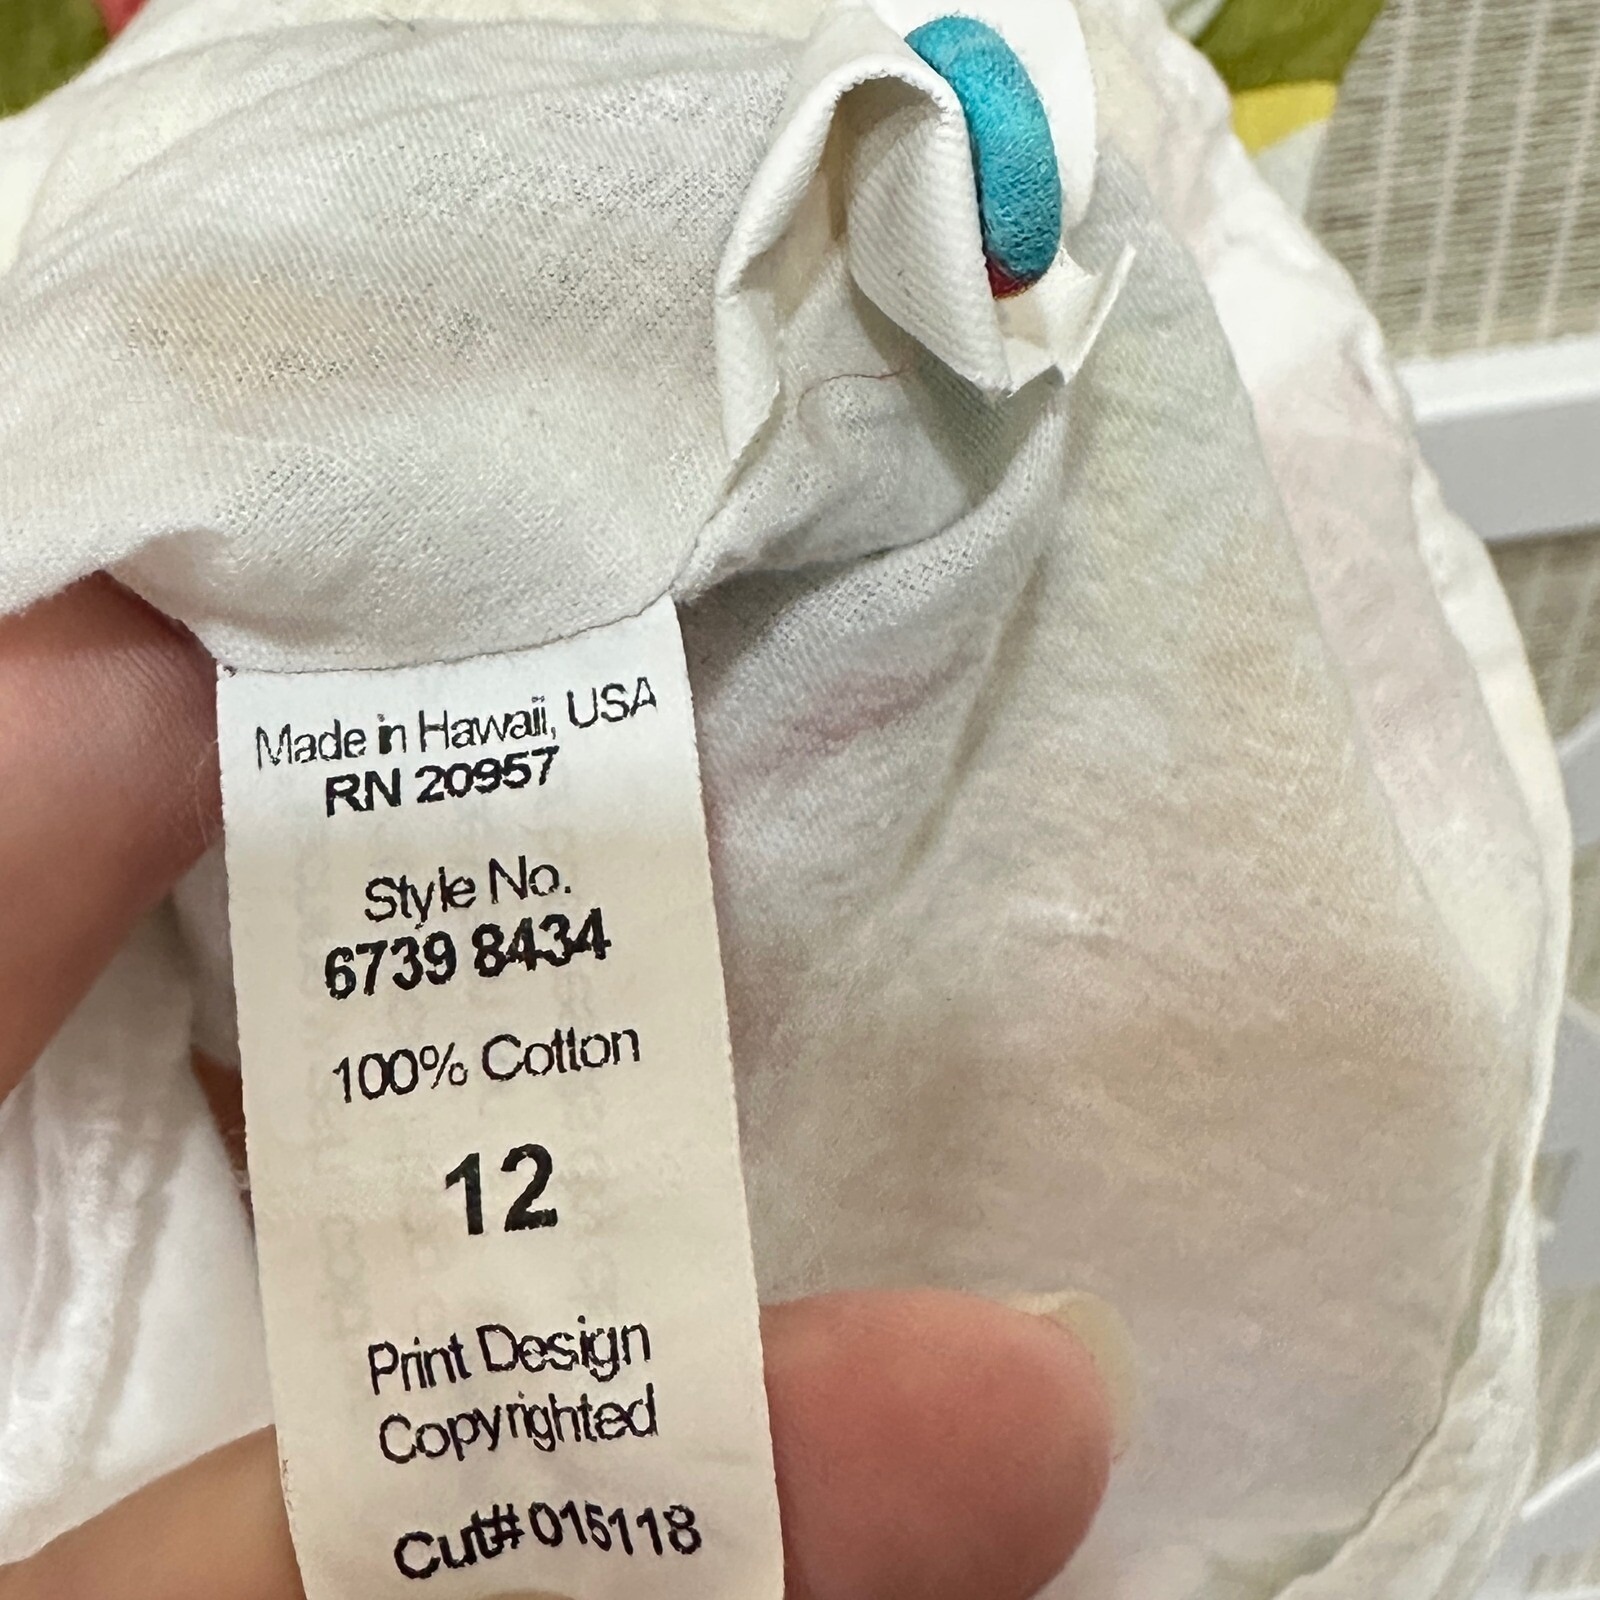 Made in Hawaii, USA
RN 20957
Style No.
6739 8434
100% Cotton
12
Print Design
Copyrighted
Cut# 015118